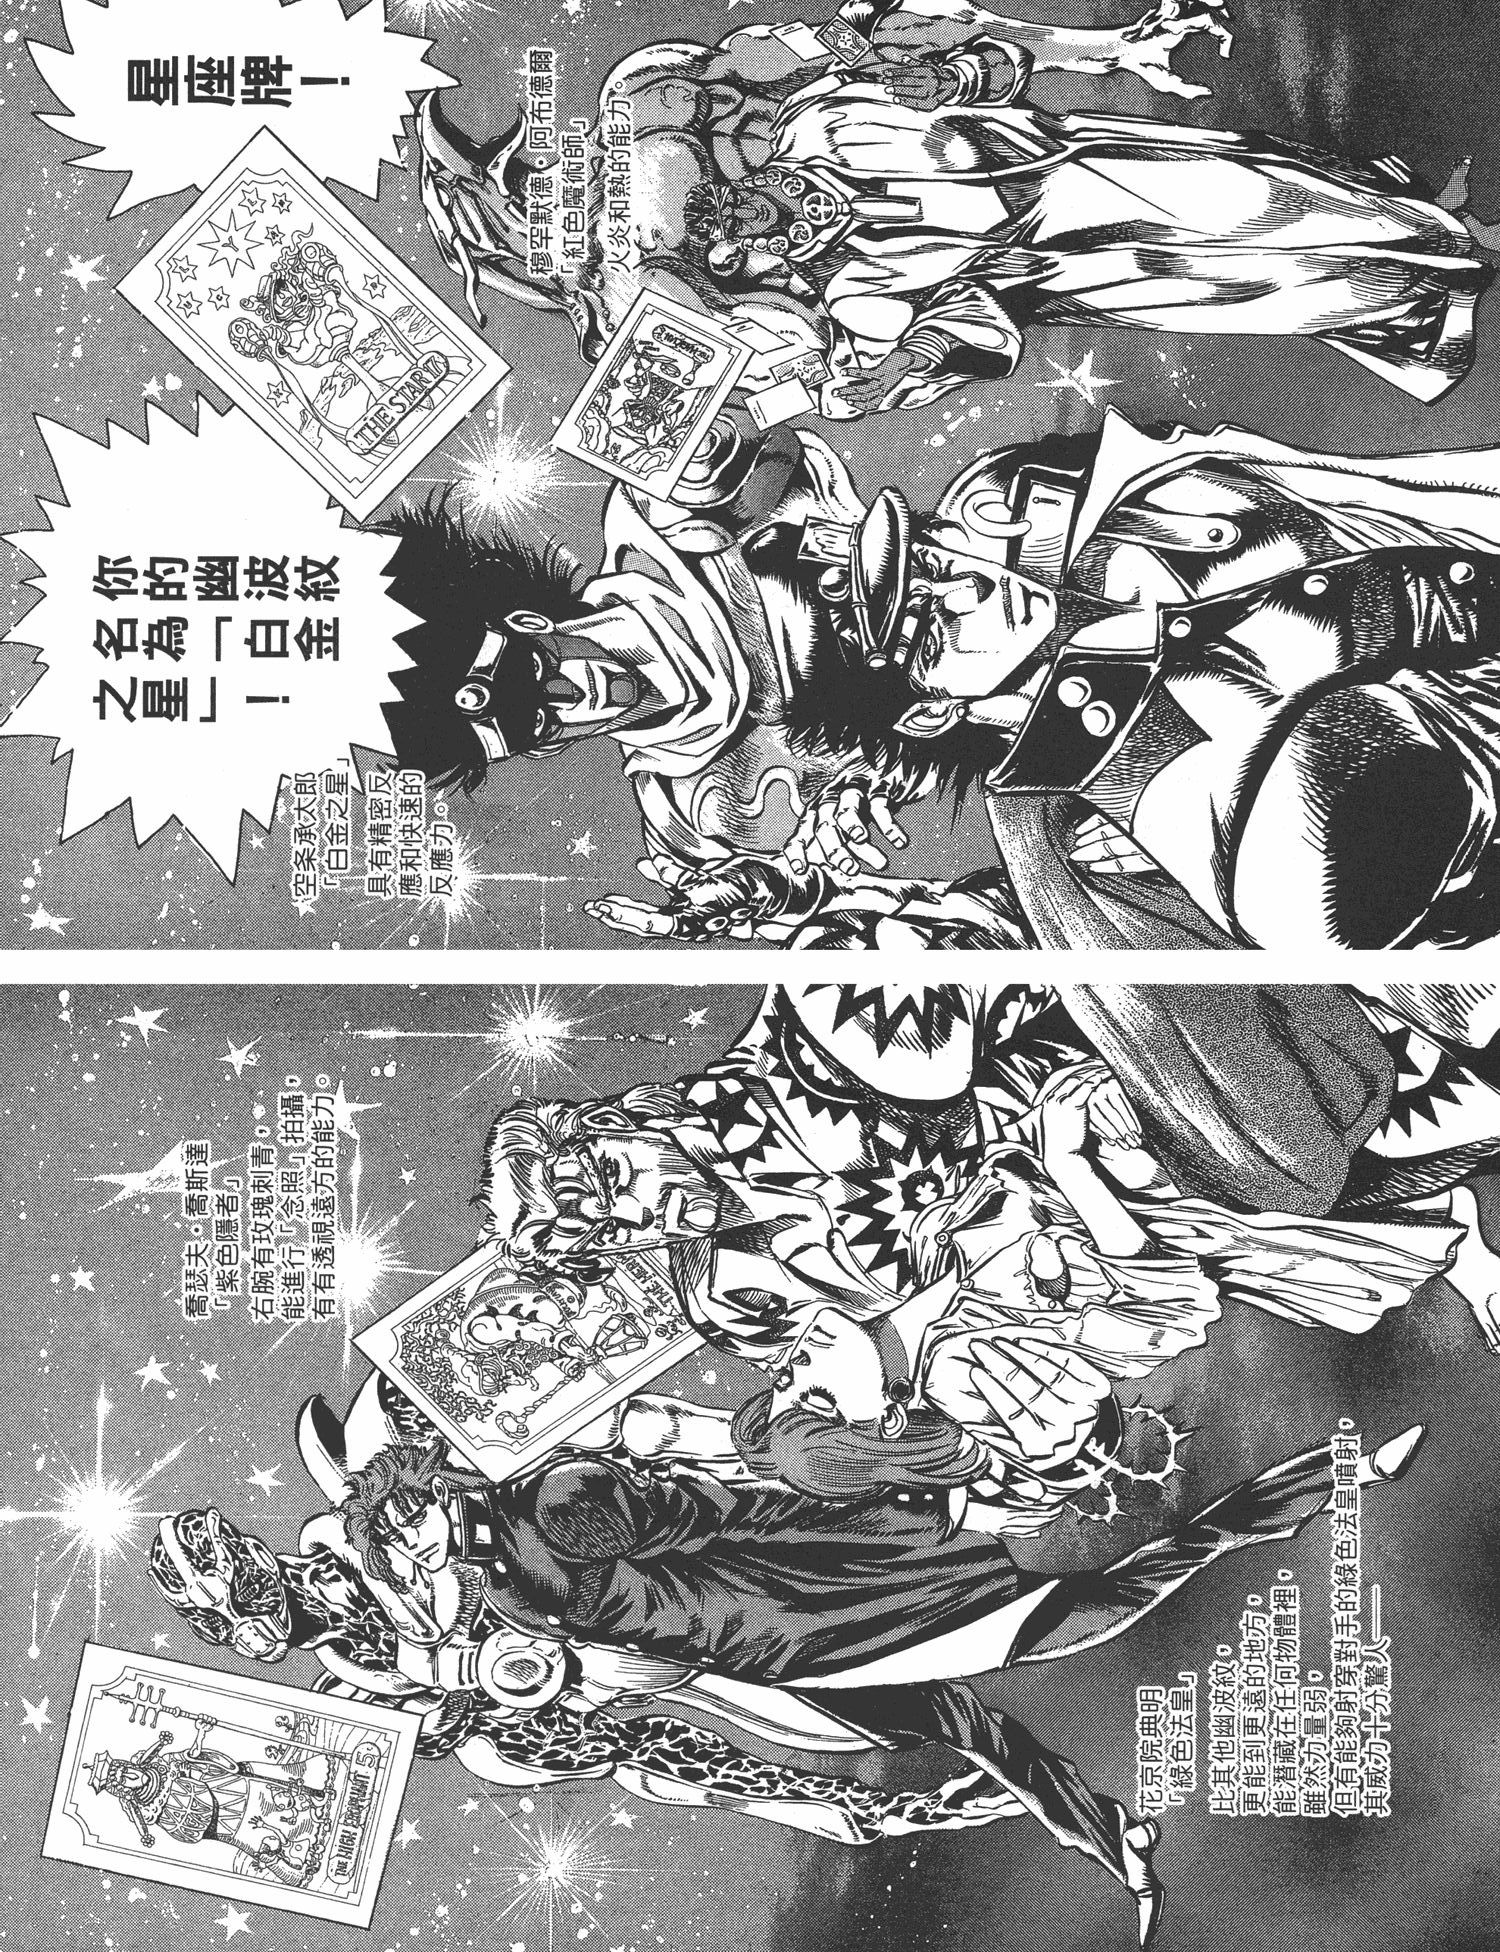 星座牌！
THE STAR 17
你的幽波紋
名為「白金
之星」！
穆罕默德·阿布德爾
「紅色魔術師」
火炎和熱的能力。
空条承太郎
「白金之星」
具有精密反
應和快速的
反應力。
喬瑟夫·喬斯達
「紫色隱者」
右腕有玫瑰刺青，
能進行「念照」拍攝，
有有透視遠方的能力。
花京院典明
「綠色法皇」
比其他幽波紋，
更能到更遠的地方，
能潛藏在任何物體裡，
雖然力量弱，
但有能夠射穿對手的綠色法皇噴射，
其威力十分驚人——
5